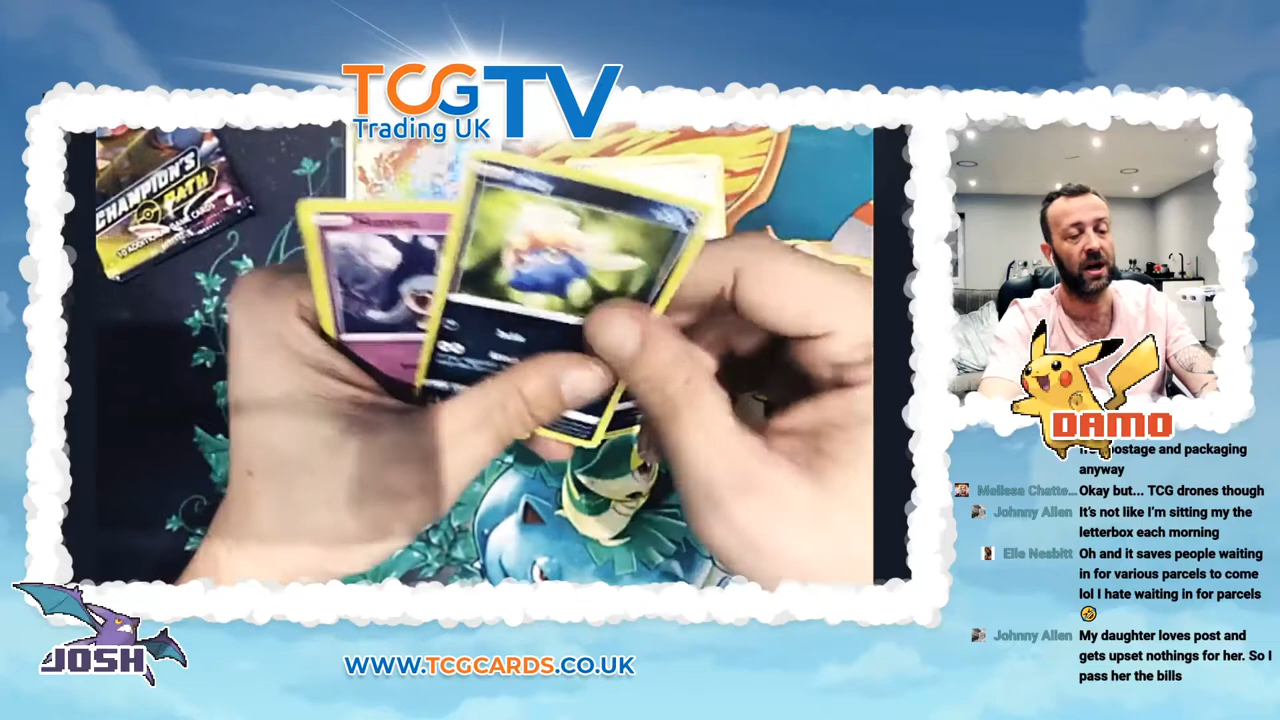 TCG TV
Trading UK
CHAMPION'S
PATH
DAMO
postage and packaging
anyway
Melissa Chatte... Okay but... TCG drones though
Johnny Allen It's not like I'm sitting my the
letterbox each morning
Elle Nesbitt Oh and it saves people waiting
in for various parcels to come
lol I hate waiting in for parcels
Johnny Allen My daughter loves post and
gets upset nothings for her. So I
pass her the bills
JOSH
WWW.TCGCARDS.CO.UK